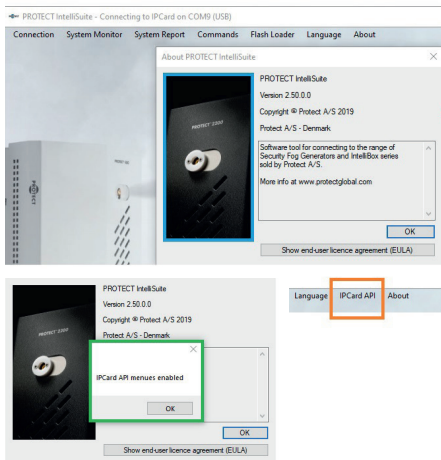 PROTECT IntelliSuite - Connecting to IPCard on COM9 (USB)
Connection System Monitor System Report Commands Flash Loader Language About
About PROTECT IntelliSuite
PROTECT IntelliSuite
Version 2.50.0.0
Copyright © Protect A/S 2019
Protect A/S - Denmark
Software tool for connecting to the range of
Security Fog Generators and IntelliBox series
sold by Protect A/S.
More info at www.protectglobal.com
OK
Show end-user licence agreement (EULA)
PROTECT
PROTECT IntelliSuite
Version 2.50.0.0
Copyright © Protect A/S 2019
Protect A/S - Denmark
IPCard API menues enabled
OK
OK
Show end-user licence agreement (EULA)
Language IPCard API About